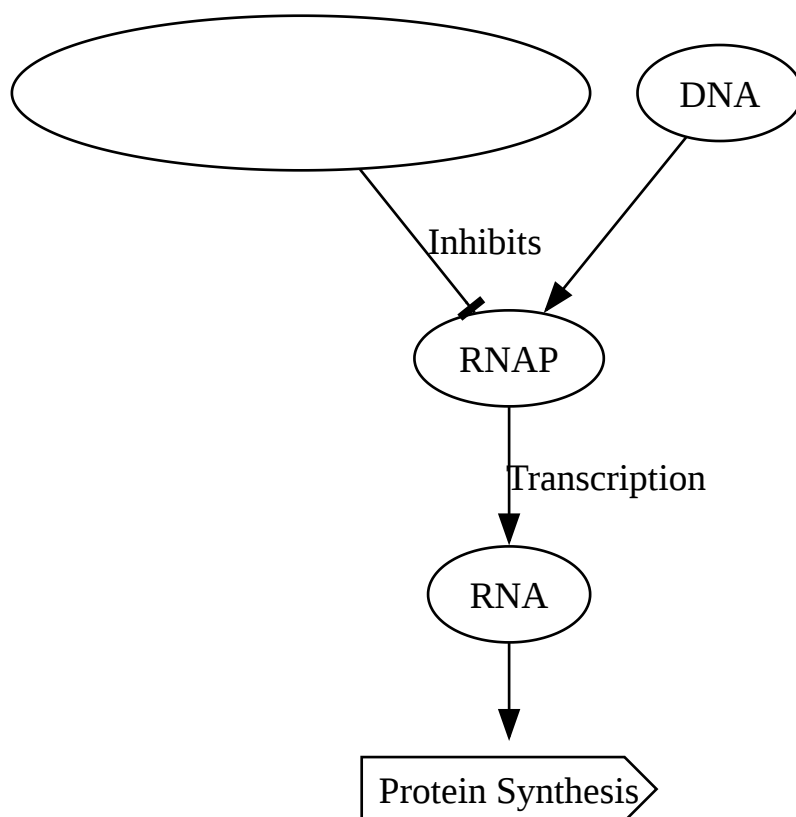 DNA
Inhibits
RNAP
Transcription
RNA
Protein Synthesis